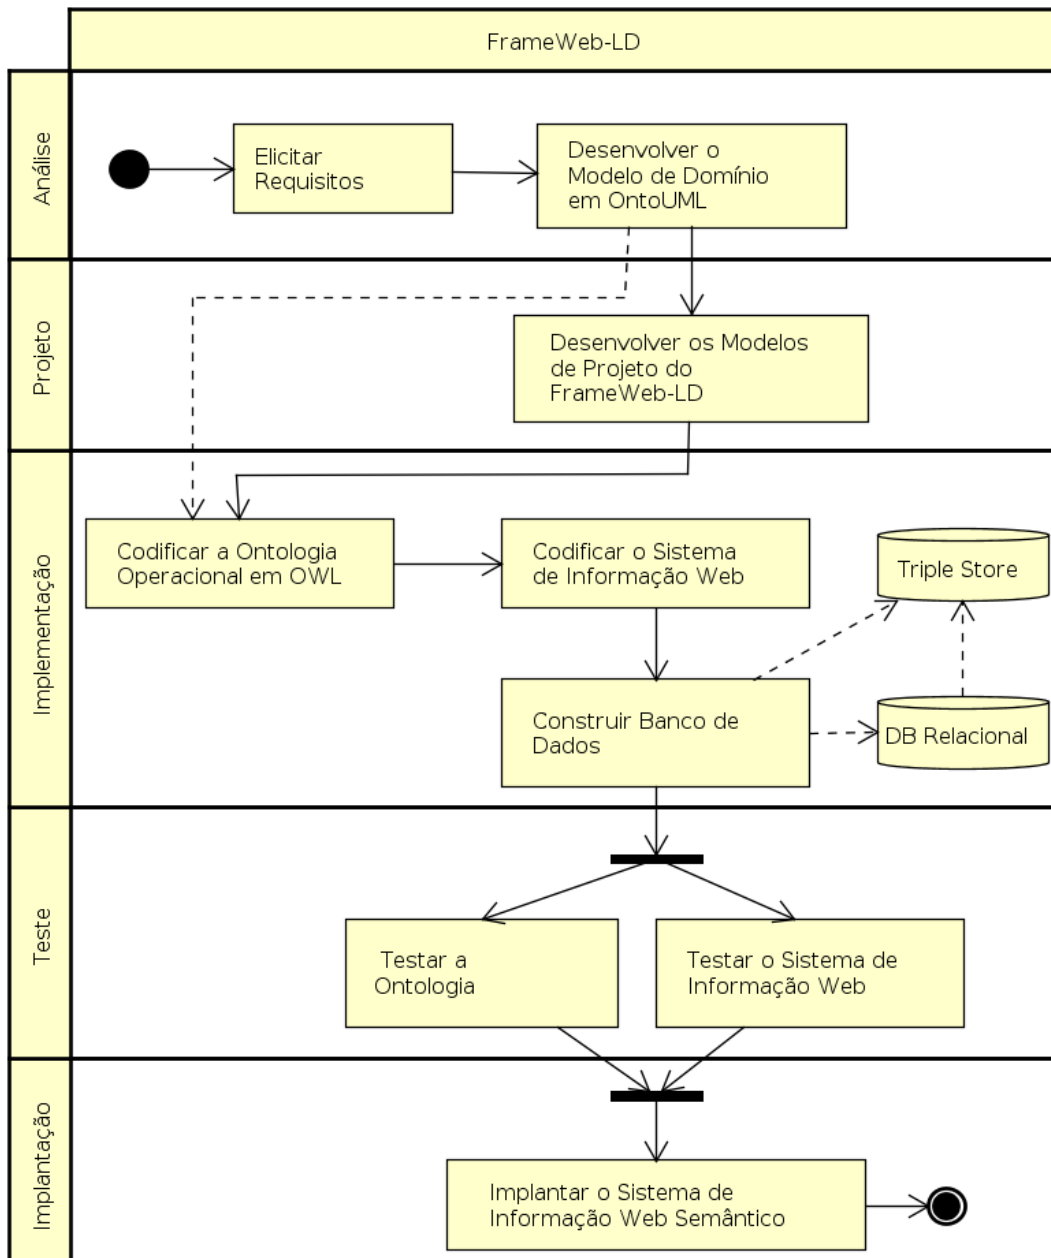 FrameWeb-LD
Análise
Elicitar
Requisitos
Desenvolver o
Modelo de Domínio
em OntoUML
Projeto
Desenvolver os Modelos
de Projeto do
FrameWeb-LD
Implementação
Codificar a Ontologia
Operacional em OWL
Codificar o Sistema
de Informação Web
Triple Store
Construir Banco de
Dados
DB Relacional
Teste
Testar a
Ontologia
Testar o Sistema de
Informação Web
Implantação
Implantar o Sistema de
Informação Web Semântico